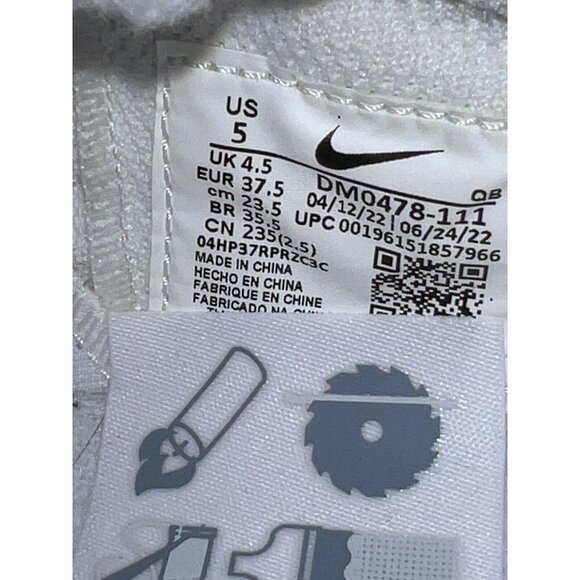 US
5
UK 4.5
EUR 37.5
cm 23.5
BR 35.5
CN 235(2.5)
04HP37RPRZC3C
MADE IN CHINA
HECHO EN CHINA
FABRIQUE EN CHINE
FABRICADO NA CHINA
QB
DM0478-111
04/12/22 | 06/24/22
UPC 00196151857966